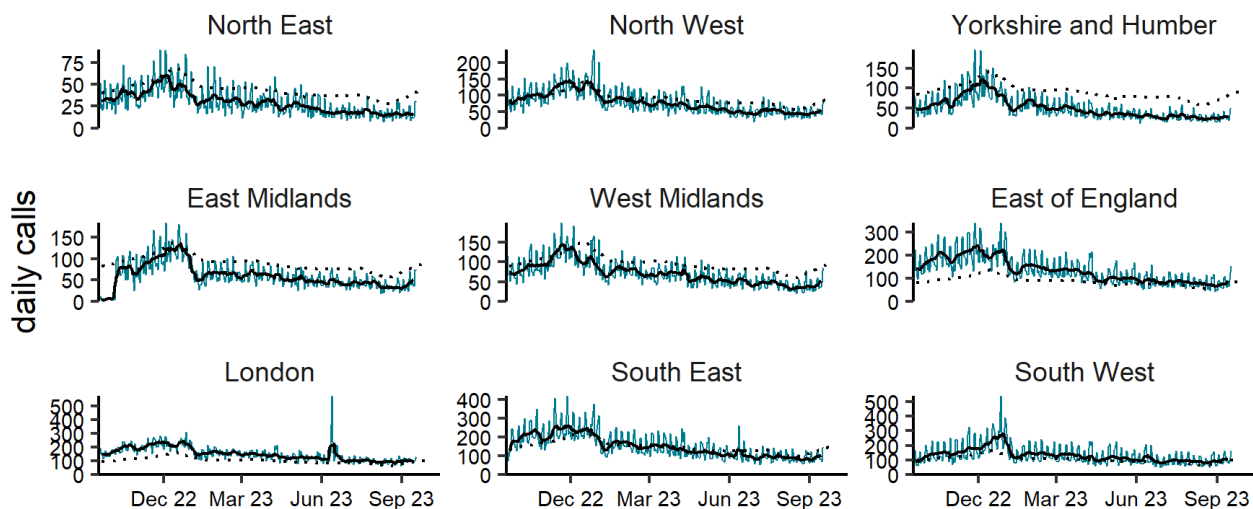 North East North West Yorkshire and Humber
75 200 150
50 150 100
25 100 50
0 50 0
0
daily calls
East Midlands West Midlands East of England
150 150 300
100 100 200
50 50 100
0 0 0
London South East South West
500 400 500
400 300 400
300 200 300
200 100 200
100 0 100
0 0
Dec 22 Mar 23 Jun 23 Sep 23 Dec 22 Mar 23 Jun 23 Sep 23 Dec 22 Mar 23 Jun 23 Sep 23